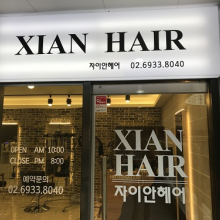 XIAN HAIR
자이안헤어 02.6933.8040
OPEN AM 10:00
CLOSE PM 8:00
예약문의
02.6933.8040
XIAN
HAIR
자이안헤어